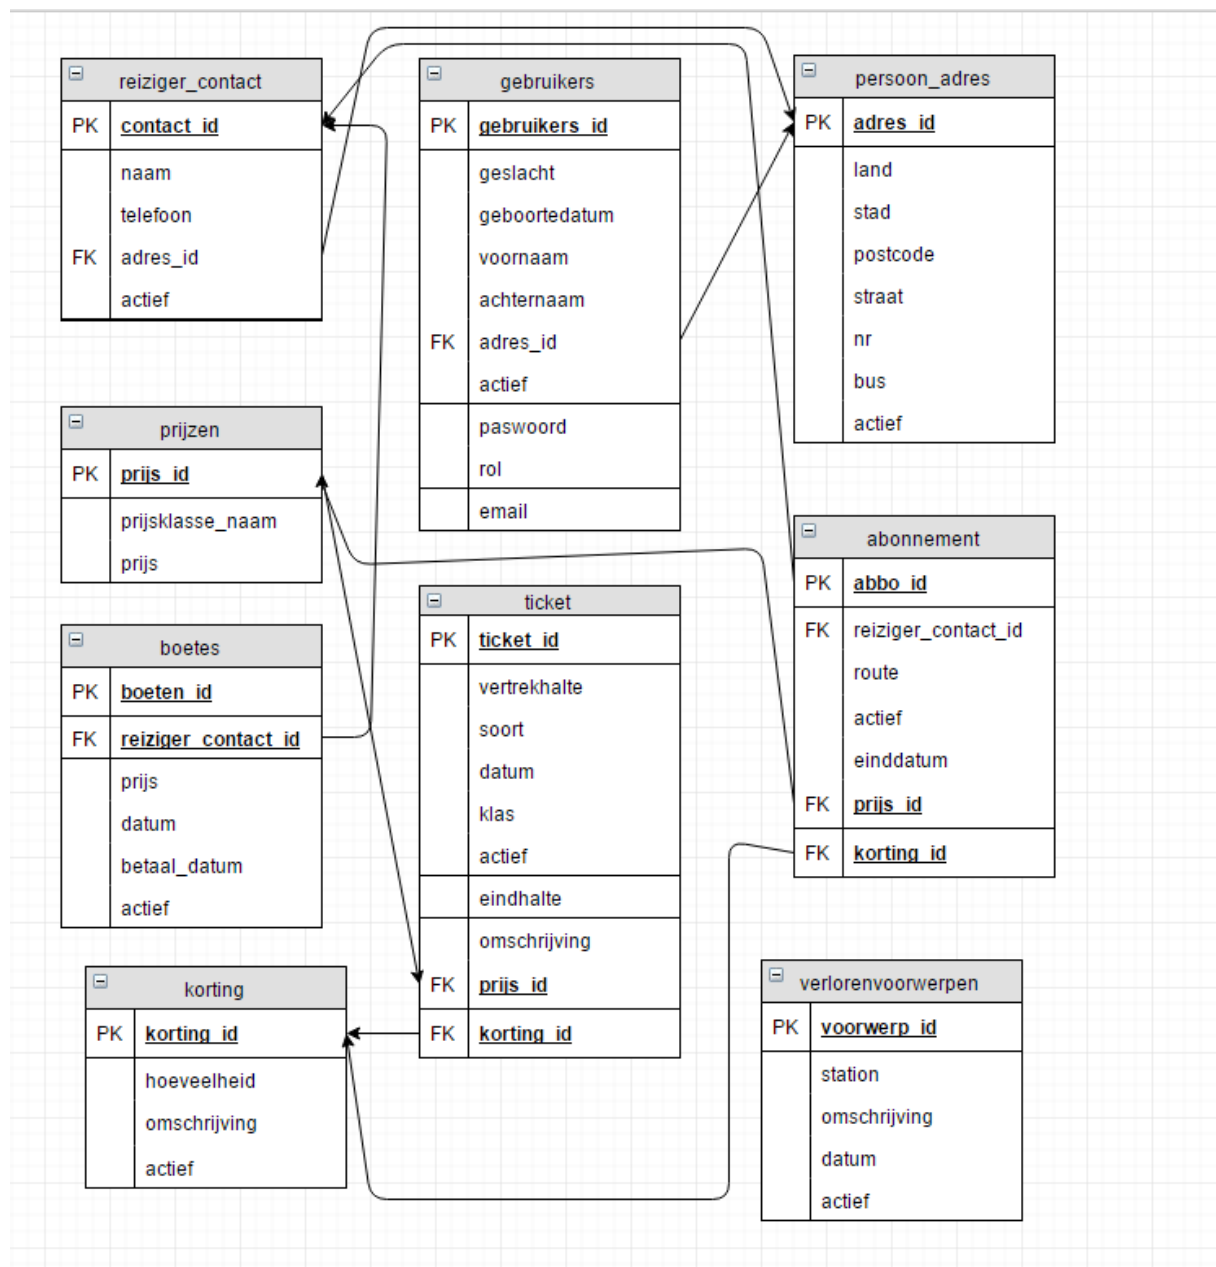 reiziger_contact
PK contact_id
naam
telefoon
FK adres_id
actief
gebruikers
PK gebruikers_id
geslacht
geboortedatum
voornaam
achternaam
FK adres_id
actief
paswoord
rol
email
persoon_adres
PK adres_id
land
stad
postcode
straat
nr
bus
actief
prijzen
PK prijs_id
prijsklasse_naam
prijs
boetes
PK boeten_id
FK reiziger_contact_id
prijs
datum
betaal_datum
actief
ticket
PK ticket_id
vertrekhalte
soort
datum
klas
actief
eindhalte
omschrijving
FK prijs_id
FK korting_id
abonnement
PK abbo_id
FK reiziger_contact_id
route
actief
einddatum
FK prijs_id
FK korting_id
korting
PK korting_id
hoeveelheid
omschrijving
actief
verlorenvoorwerpen
PK voorwerp_id
station
omschrijving
datum
actief